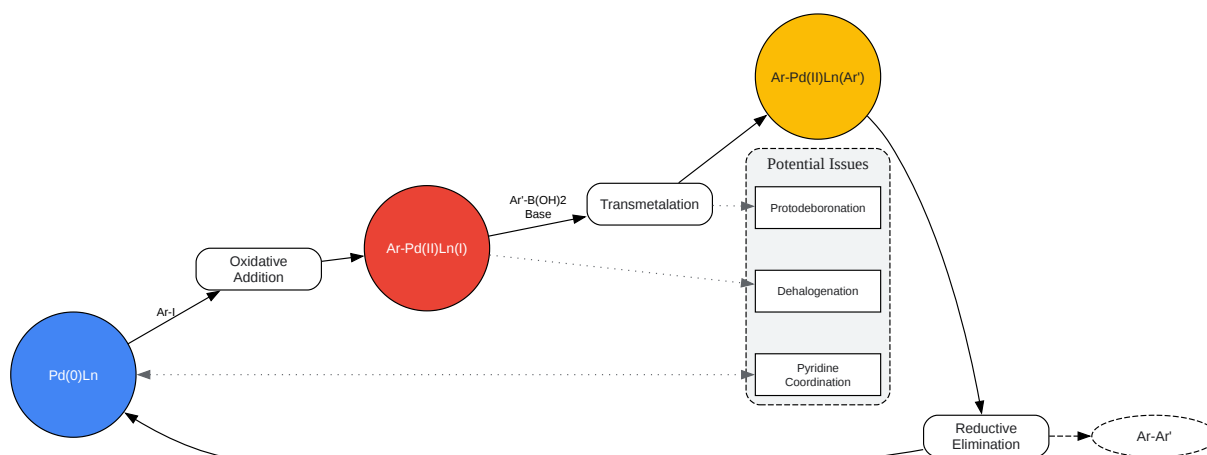 Ar-Pd(II)Ln(Ar')
Potential Issues
Ar'-B(OH)2
Base
Transmetalation
Protodeboronation
Ar-Pd(II)Ln(I)
Oxidative
Addition
Dehalogenation
Ar-I
Pd(0)Ln
Pyridine
Coordination
Reductive
Elimination
Ar-Ar'